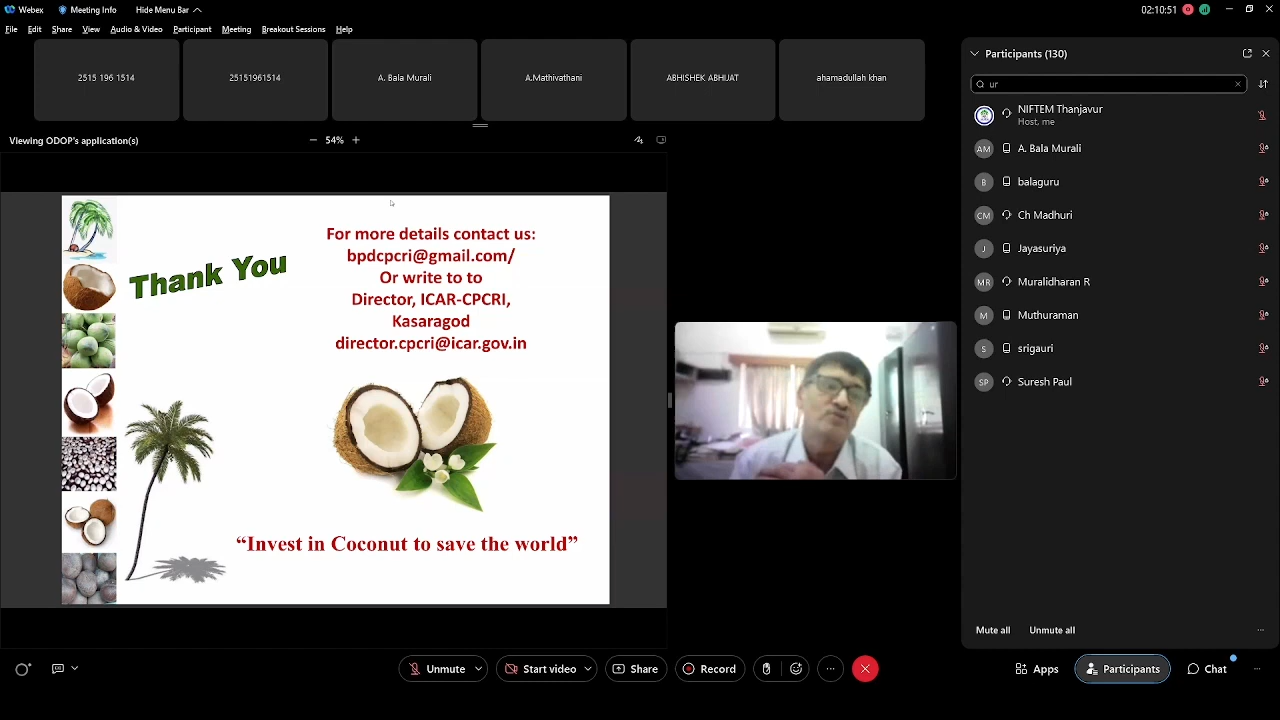 Webex
Meeting Info
Hide Menu Bar
02:10:51
File Edit Share View Audio & Video Participant Meeting Breakout Sessions Help
2515 196 1514
25151961514
A. Bala Murali
A.Mathivathani
ABHISHEK ABHIJAT
ahamadullah khan
Viewing ODOP's application(s)
54%
Thank You
For more details contact us:
bpdcpcri@gmail.com/
Or write to to
Director, ICAR-CPCRI,
Kasaragod
director.cpcri@icar.gov.in
“Invest in Coconut to save the world”
Participants (130)
ur
NIFTEM Thanjavur
Host, me
AM A. Bala Murali
B balaguru
CM Ch Madhuri
J Jayasuriya
MR Muralidharan R
M Muthuraman
S srigauri
SP Suresh Paul
Mute all
Unmute all
Unmute
Start video
Share
Record
Apps
Participants
Chat